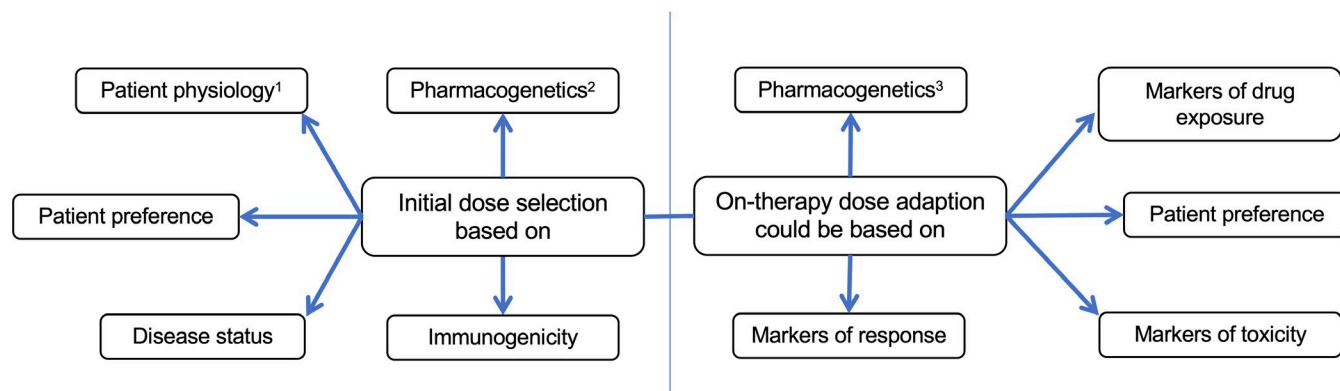 Patient physiology¹
Pharmacogenetics²
Patient preference
Initial dose selection
based on
Disease status
Immunogenicity
Pharmacogenetics³
Markers of drug
exposure
On-therapy dose adaption
could be based on
Patient preference
Markers of response
Markers of toxicity